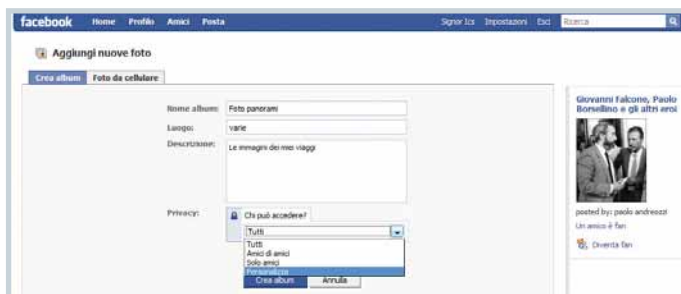 facebook Home Profilo Amici Posta Signor Ics Impostazioni Esci Ricerca
Aggiungi nuove foto
Crea album Foto da cellulare
Nome album: Foto panorami
Luogo: varie
Descrizione: Le immagini dei miei viaggi
Privacy: Chi può accedere?
Tutti
Tutti
Amici di amici
Solo amici
Personalizza
Crea album Annulla
Giovanni Falcone, Paolo
Borsellino e gli altri eroi
posted by: paolo andreozzi
Un amico è fan
Diventa fan